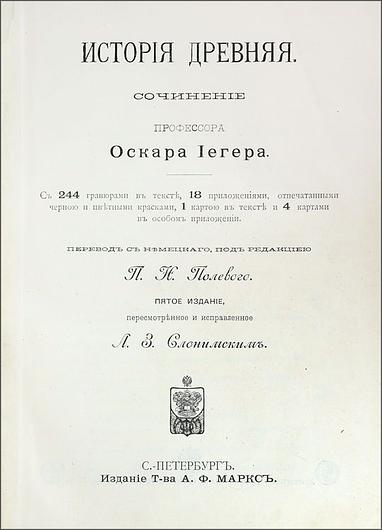 ИСТОРІЯ ДРЕВНЯЯ.
СОЧИНЕНІЕ
ПРОФЕССОРА
Оскара Іегера.
Съ 244 гравюрами въ текстѣ, 18 приложеніями, отпечатанными
черною и цвѣтными красками, 1 картою въ текстѣ и 4 картами
въ особомъ приложеніи.
ПЕРЕВОДЪ СЪ НѢМЕЦКАГО, ПОДЪ РЕДАКЦІЕЮ
П. Н. Полевого.
ПЯТОЕ ИЗДАНІЕ,
пересмотрѣнное и исправленное
Л. З. Слонимскимъ.
С.-ПЕТЕРБУРГЪ.
Изданіе Т-ва А. Ф. МАРКСЪ.